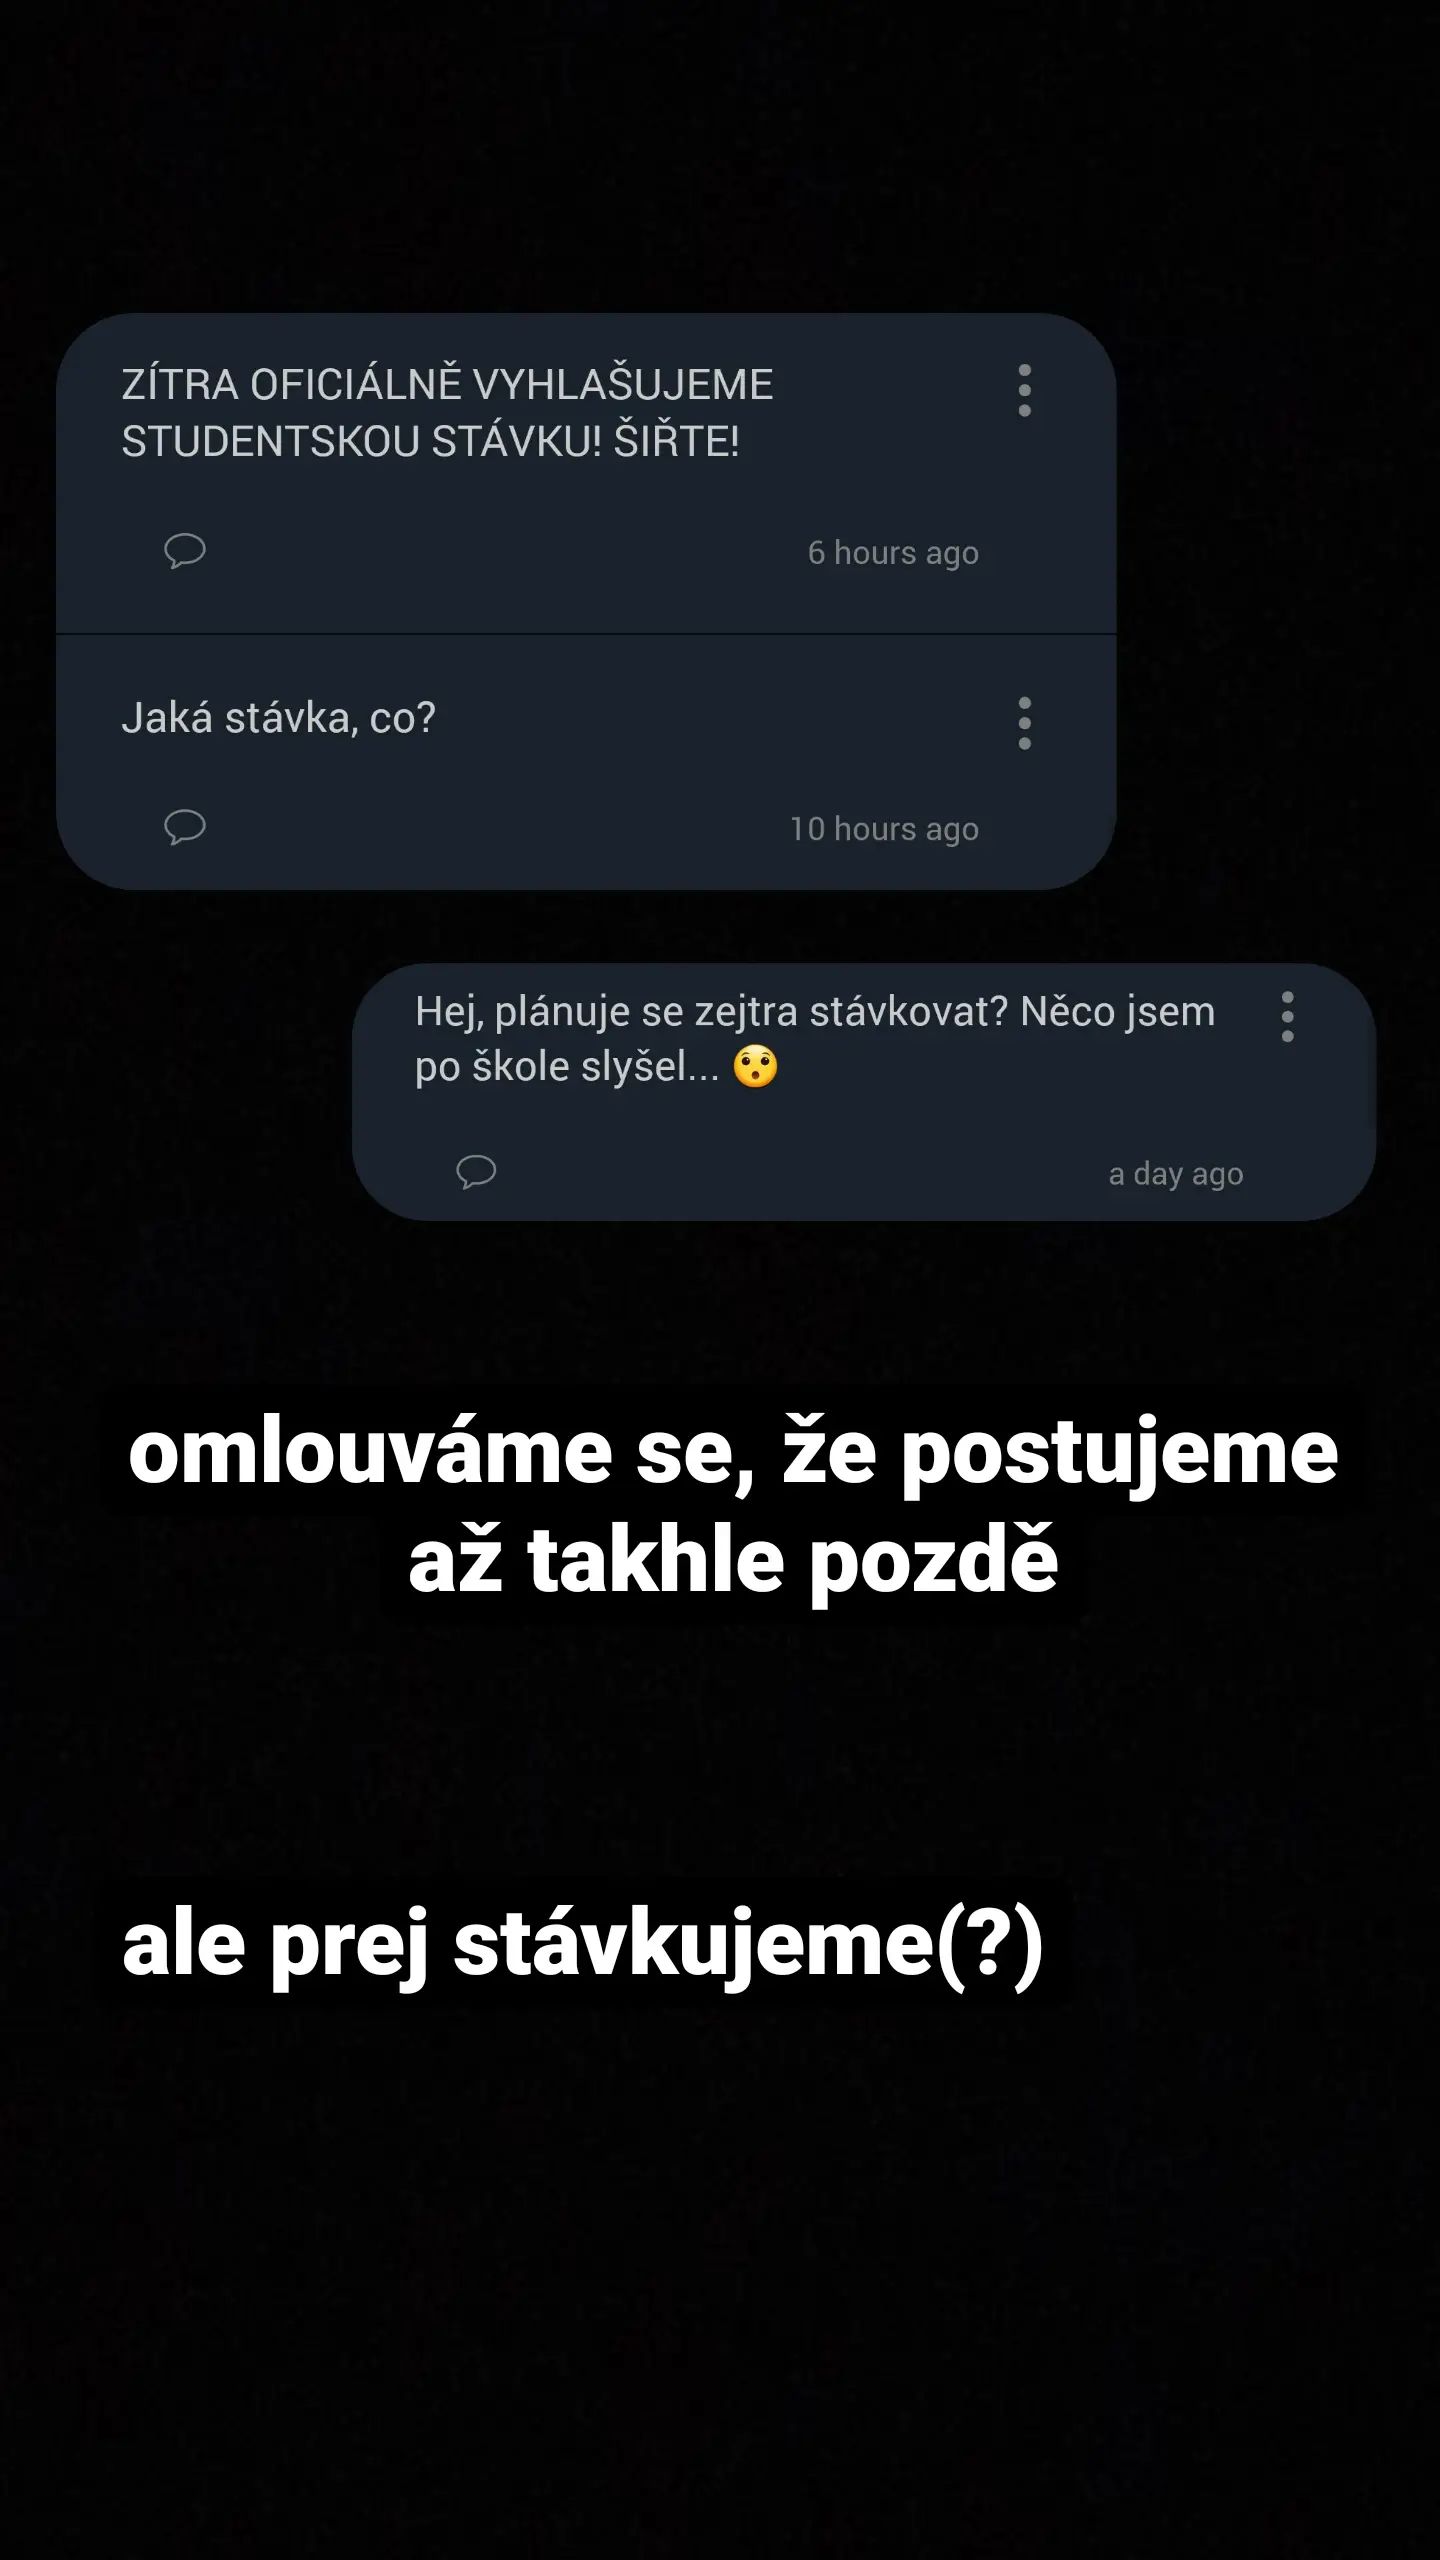 ZÍTRA OFICIÁLNĚ VYHLAŠUJEME
STUDENTSKOU STÁVKU! ŠIŘTE!
6 hours ago
Jaká stávka, co?
10 hours ago
Hej, plánuje se zejtra stávkovat? Něco jsem
po škole slyšel... 😯
a day ago
omlouváme se, že postujeme
až takhle pozdě
ale prej stávkujeme(?)